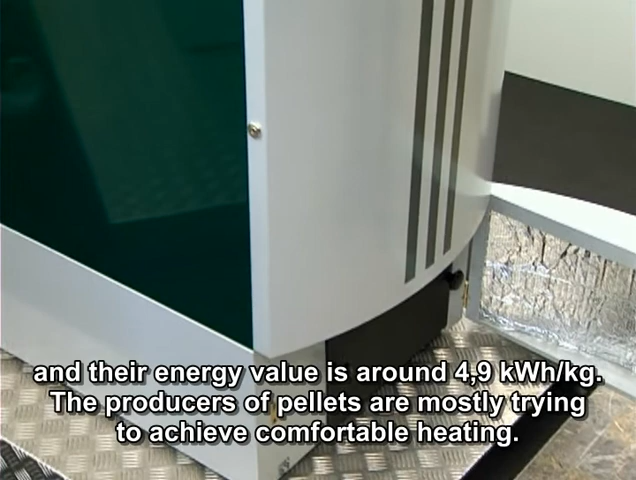 and their energy value is around 4,9 kWh/kg.
The producers of pellets are mostly trying
to achieve comfortable heating.